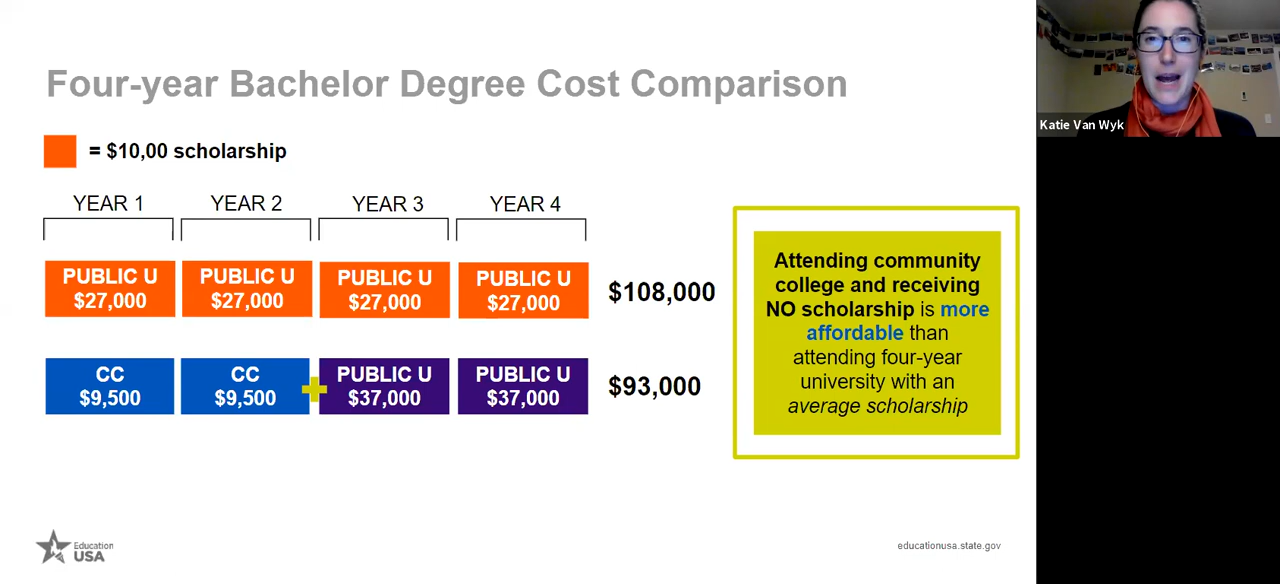 Four-year Bachelor Degree Cost Comparison
= $10,00 scholarship
YEAR 1 YEAR 2 YEAR 3 YEAR 4
PUBLIC U PUBLIC U PUBLIC U PUBLIC U
$27,000 $27,000 $27,000 $27,000
$108,000
CC CC PUBLIC U PUBLIC U
$9,500 $9,500 $37,000 $37,000
$93,000
Attending community
college and receiving
NO scholarship is more
affordable than
attending four-year
university with an
average scholarship
Education
USA
educationusa.state.gov
Katie Van Wyk